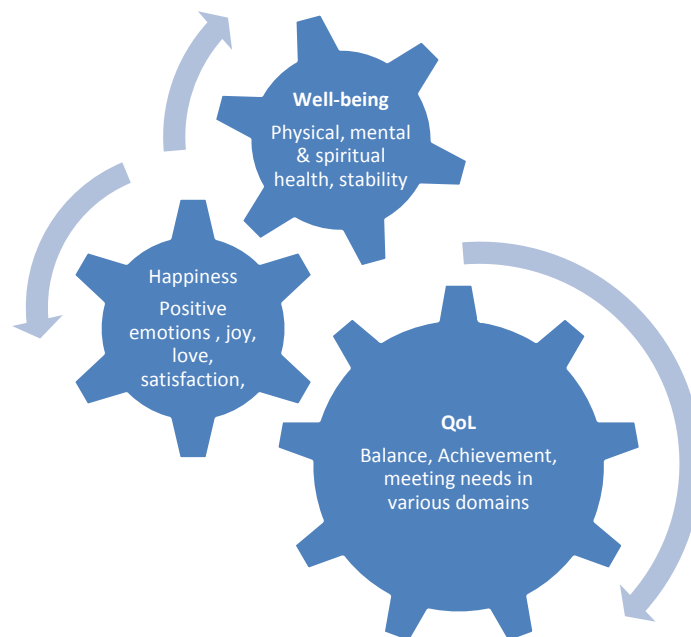 Well-being
Physical, mental
& spiritual
health, stability
Happiness
Positive
emotions , joy,
love,
satisfaction,
QoL
Balance, Achievement,
meeting needs in
various domains